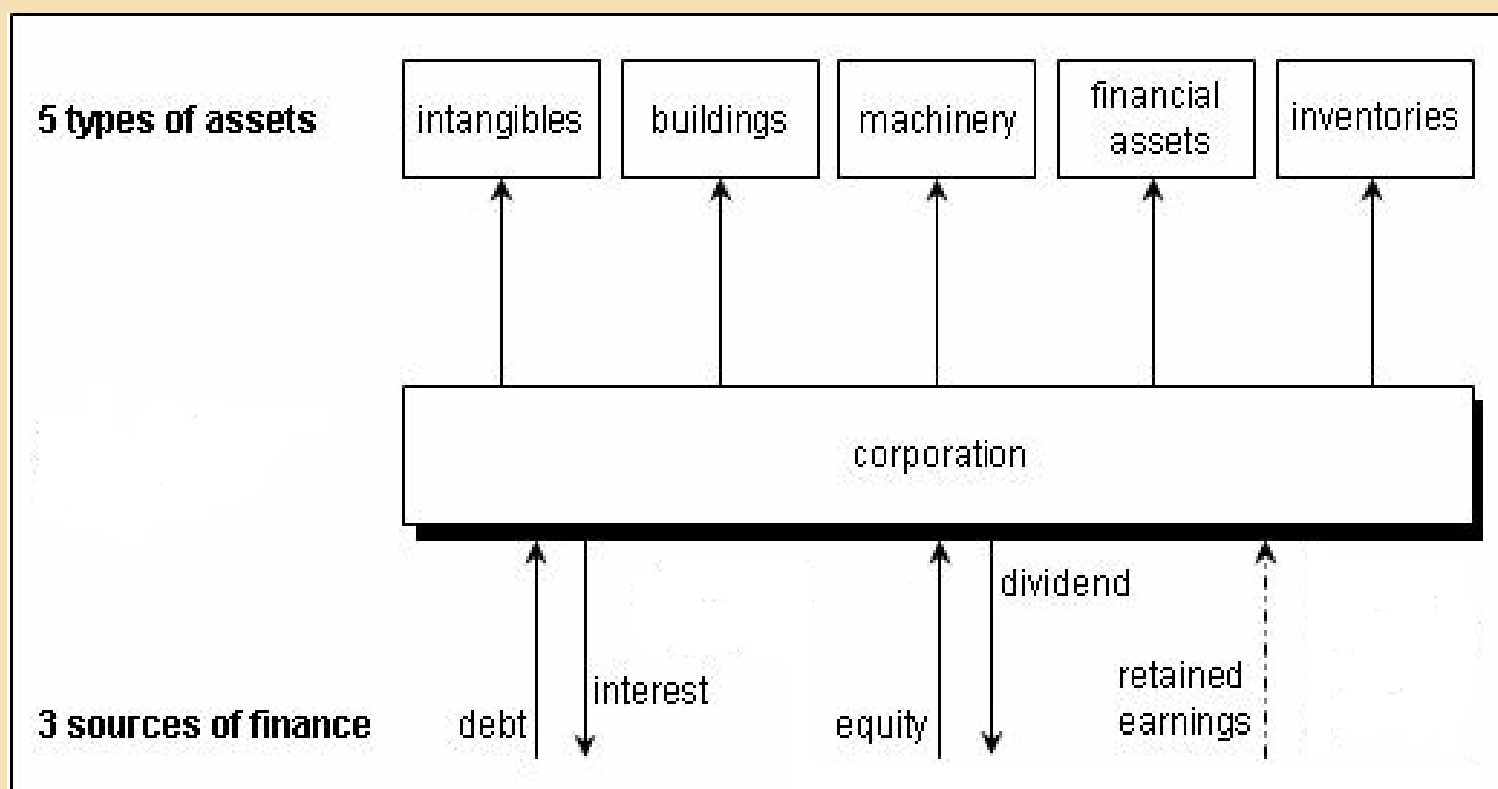 5 types of assets
intangibles
buildings
machinery
financial
assets
inventories
corporation
dividend
interest
retained
earnings
3 sources of finance
debt
equity